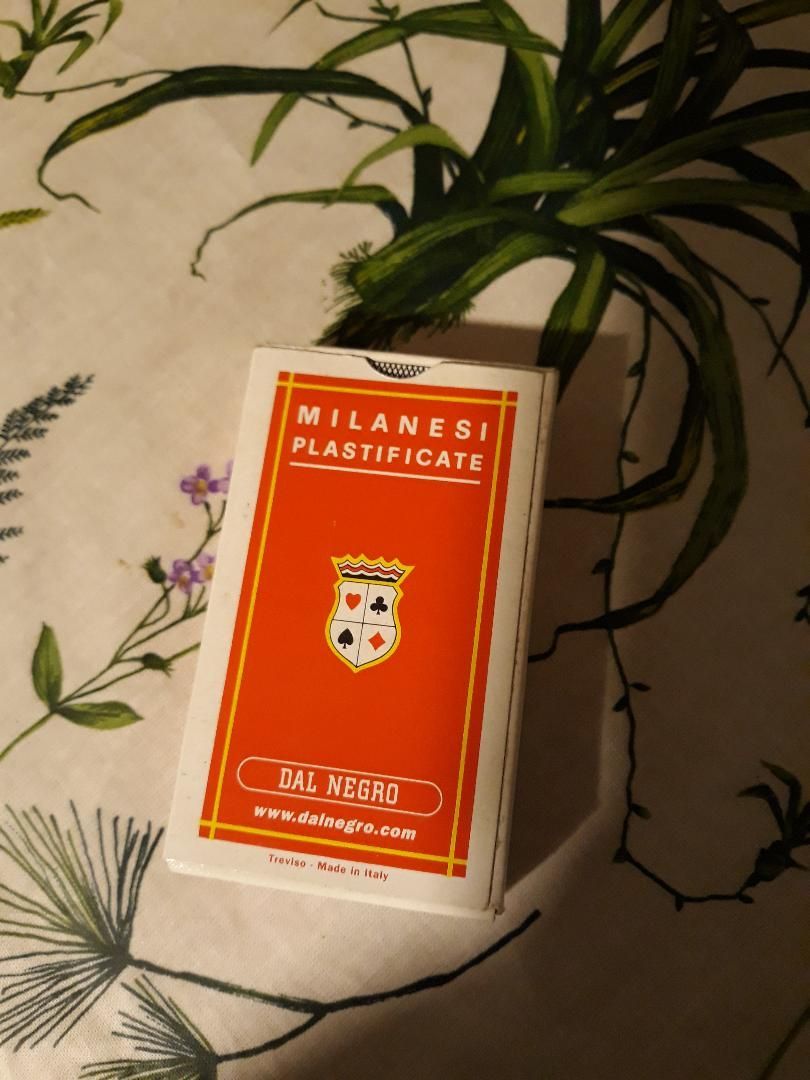 MILANESI
PLASTIFICATE
DAL NEGRO
www.dalnegro.com
Treviso - Made in Italy